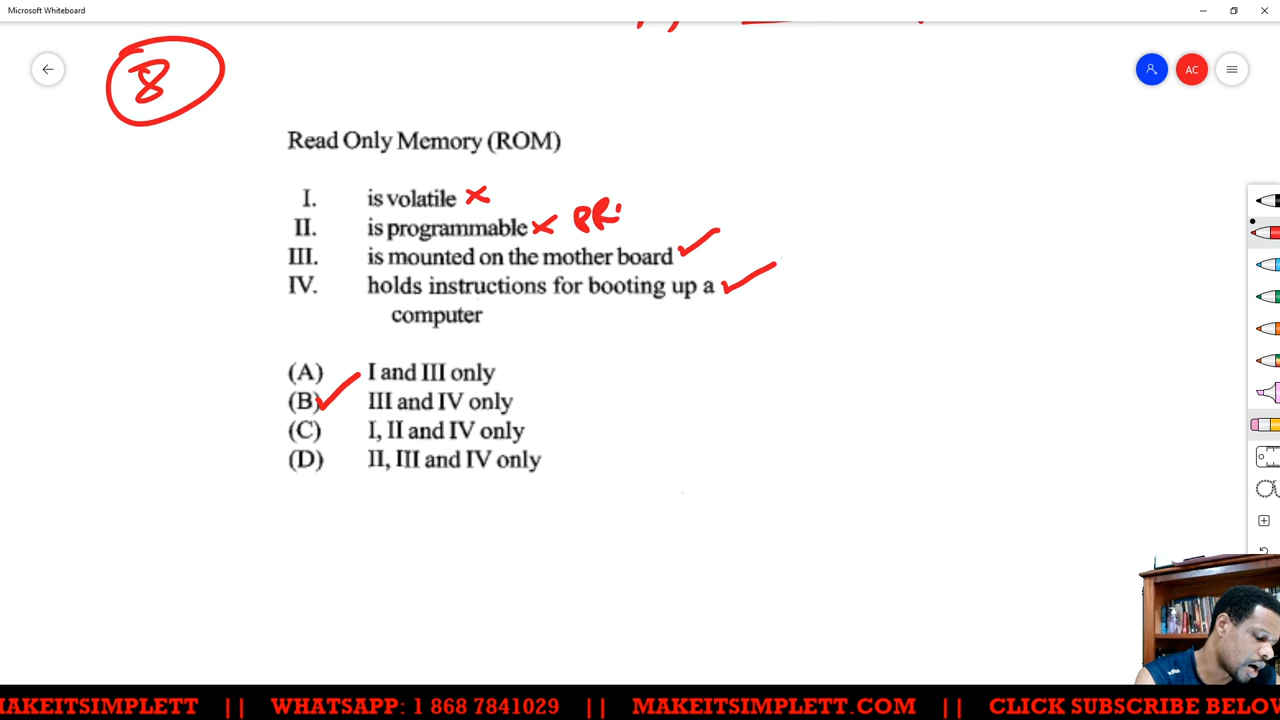 Microsoft Whiteboard
8
AC
Read Only Memory (ROM)
I. is volatile ×
II. is programmable × PR
III. is mounted on the mother board ✓
IV. holds instructions for booting up a ✓
computer
(A) I and III only
(B) ✓ III and IV only
(C) I, II and IV only
(D) II, III and IV only
MAKEITSIMPLETT || WHATSAPP: 1 868 7841029 || MAKEITSIMPLETT.COM || CLICK SUBSCRIBE BELOW